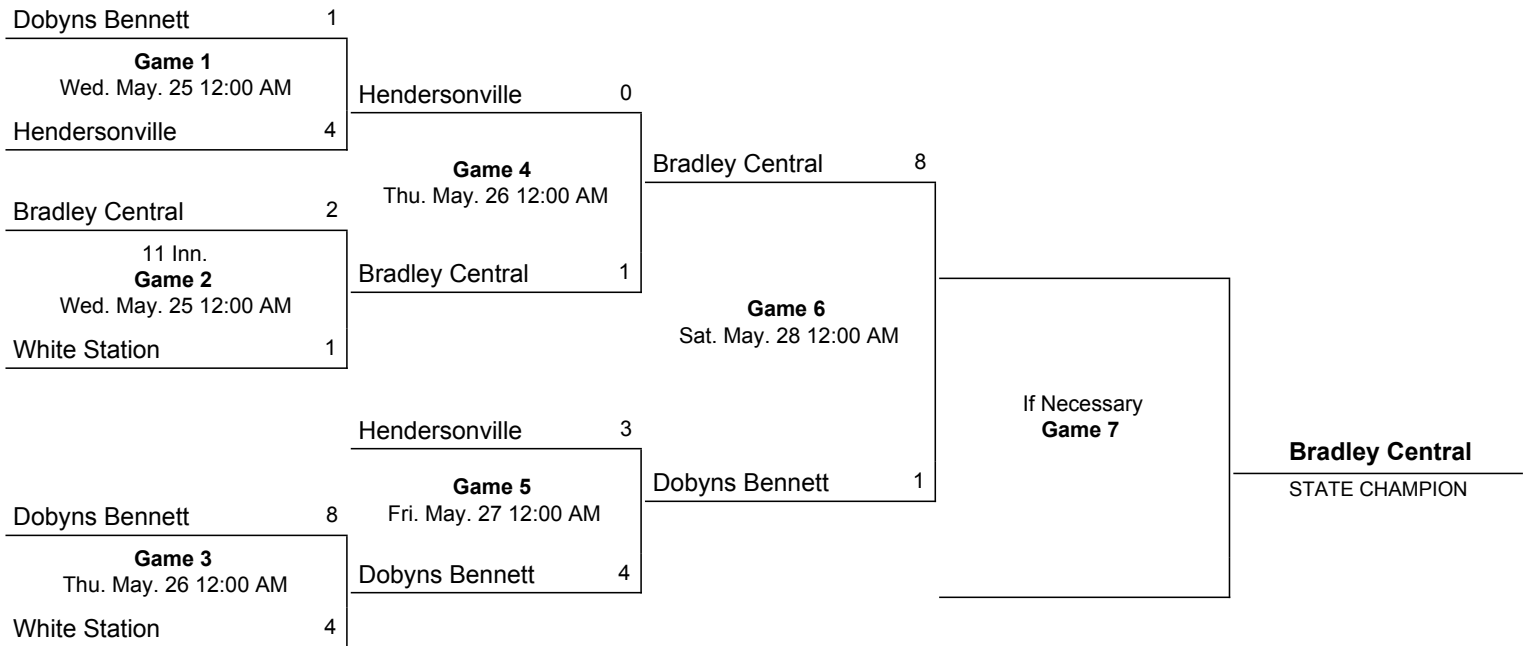 Dobyns Bennett 1
Game 1
Wed. May. 25 12:00 AM
Hendersonville 4
Bradley Central 2
11 Inn.
Game 2
Wed. May. 25 12:00 AM
White Station 1
Dobyns Bennett 8
Game 3
Thu. May. 26 12:00 AM
White Station 4
Hendersonville 0
Game 4
Thu. May. 26 12:00 AM
Bradley Central 1
Hendersonville 3
Game 5
Fri. May. 27 12:00 AM
Dobyns Bennett 4
Bradley Central 8
Game 6
Sat. May. 28 12:00 AM
Dobyns Bennett 1
If Necessary
Game 7
Bradley Central
STATE CHAMPION